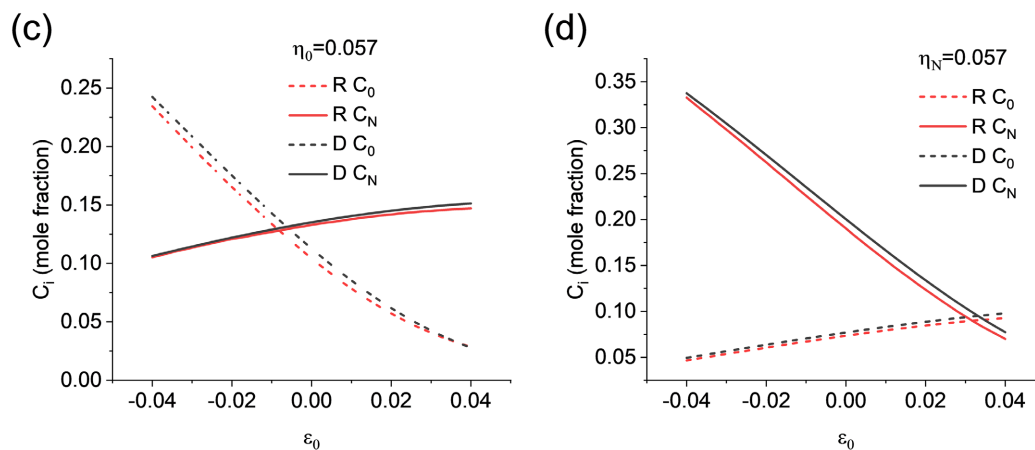 (c)
η0=0.057
R C0
R CN
D C0
D CN
Ci (mole fraction)
0.25
0.20
0.15
0.10
0.05
0.00
-0.04
-0.02
0.00
0.02
0.04
ε0
(d)
ηN=0.057
R C0
R CN
D C0
D CN
Ci (mole fraction)
0.35
0.30
0.25
0.20
0.15
0.10
0.05
-0.04
-0.02
0.00
0.02
0.04
ε0